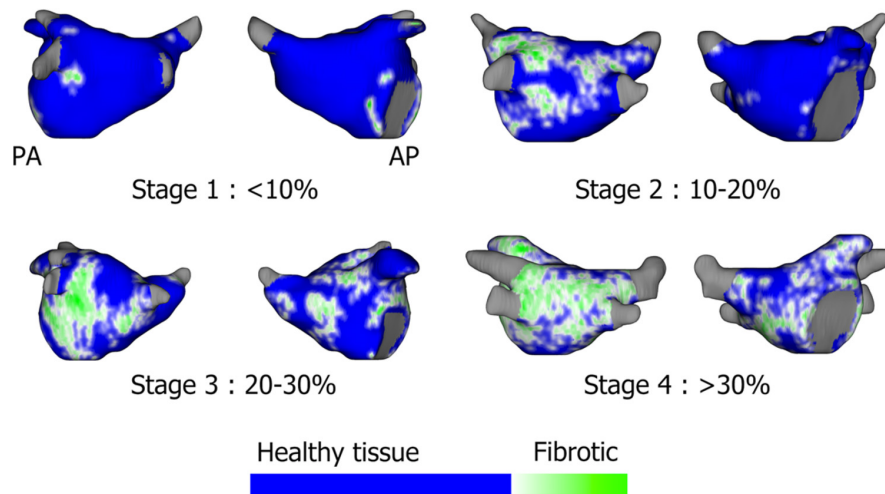 PA
AP
Stage 1 : <10%
Stage 2 : 10-20%
Stage 3 : 20-30%
Stage 4 : >30%
Healthy tissue
Fibrotic